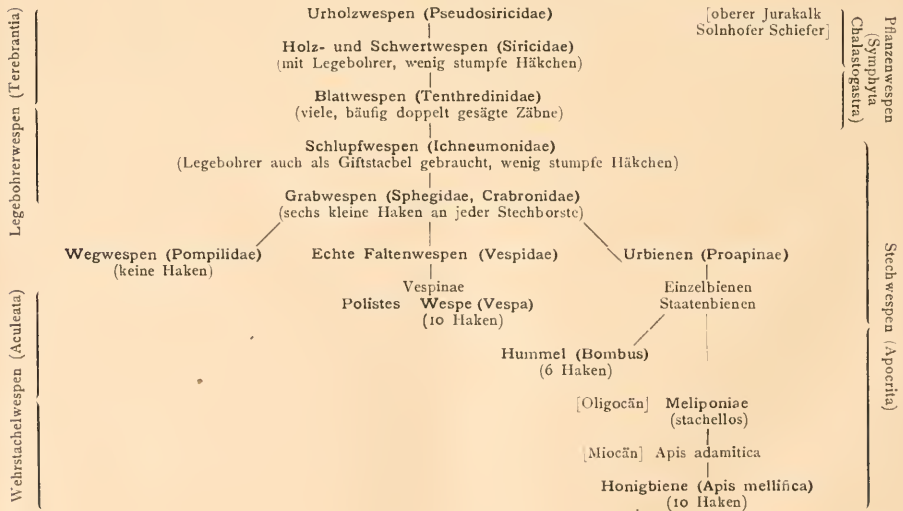 Urholzwespen (Pseudosiricidae)
[oberer Jurakalk
Solnhofer Schiefer]
Holz- und Schwertwespen (Siricidae)
(mit Legebohrer, wenig stumpfe Häkchen)
Blattwespen (Tenthredinidae)
(viele, häufig doppelt gesägte Zähne)
Schlupfwespen (Ichneumonidae)
(Legebohrer auch als Giftstachel gebraucht, wenig stumpfe Häkchen)
Grabwespen (Sphegidae, Crabronidae)
(sechs kleine Haken an jeder Stechborste)
Wegwespen (Pompilidae)
(keine Haken)
Echte Faltenwespen (Vespidae)
Urbienen (Proapinae)
Vespinae
Polistes Wespe (Vespa)
(10 Haken)
Einzelbienen
Staatenbienen
Hummel (Bombus)
(6 Haken)
[Oligocän] Meliponiae
(stachellos)
[Miocän] Apis adamitica
Honigbiene (Apis mellifica)
(10 Haken)
Legebohrerwespen (Terebrantia)
Wehrstachelwespen (Aculeata)
Pflanzenwespen
(Symphyta
Chalastogastra)
Stechwespen (Apocrita)